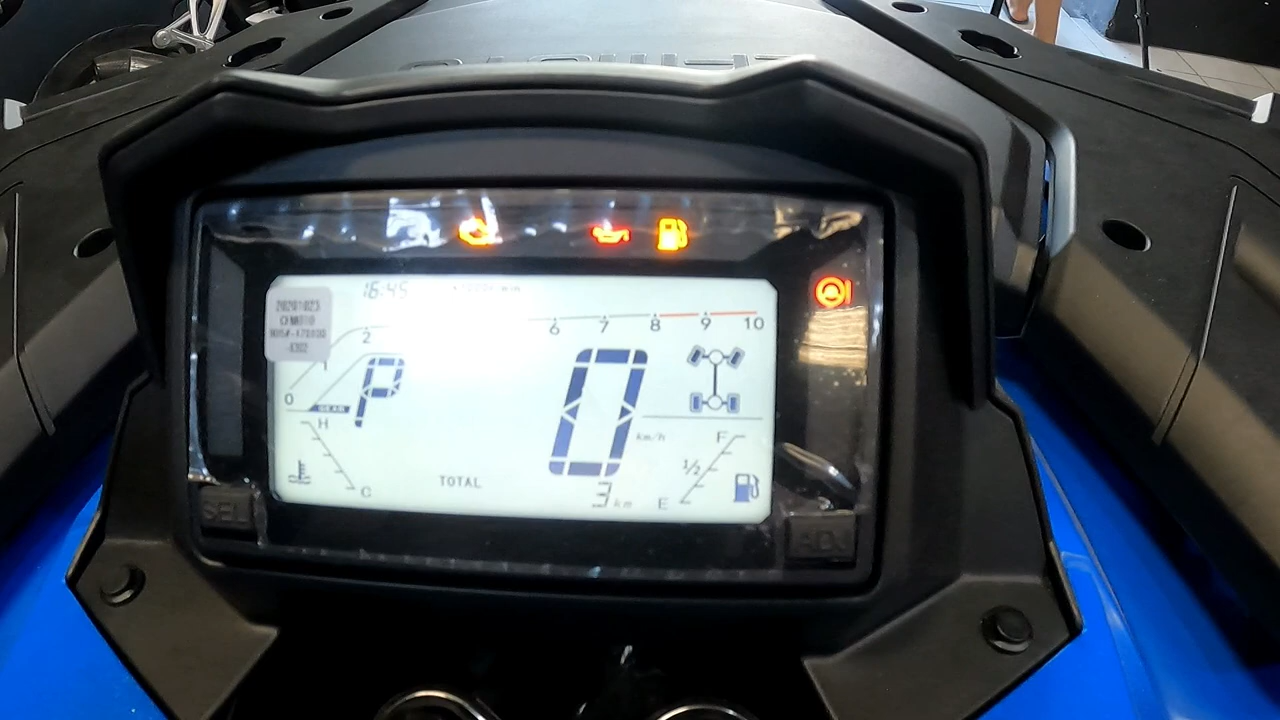 CFMOTO
16:45
20201023
CFMOTO
6 7 8 9 10
2
1
0
GEAR
P
0
km/h
H
C
TOTAL
3 km
F
1/2
E
SEL
ADJ